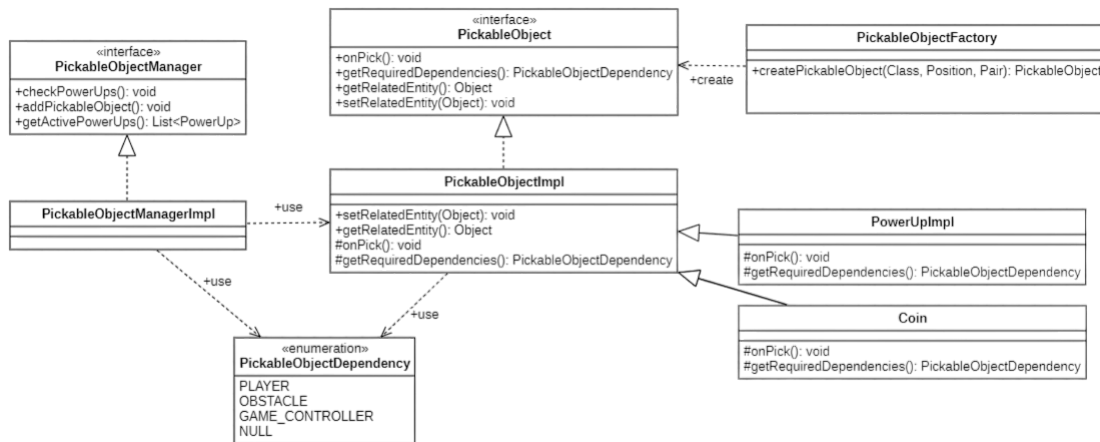 «interface»
PickableObjectManager
+checkPowerUps(): void
+addPickableObject(): void
+getActivePowerUps(): List<PowerUp>
«interface»
PickableObject
+onPick(): void
+getRequiredDependencies(): PickableObjectDependency
+getRelatedEntity(): Object
+setRelatedEntity(Object): void
+create
PickableObjectFactory
+createPickableObject(Class, Position, Pair): PickableObject
PickableObjectManagerImpl
+use
PickableObjectImpl
+setRelatedEntity(Object): void
+getRelatedEntity(): Object
#onPick(): void
#getRequiredDependencies(): PickableObjectDependency
PowerUpImpl
#onPick(): void
#getRequiredDependencies(): PickableObjectDependency
+use
+use
Coin
#onPick(): void
#getRequiredDependencies(): PickableObjectDependency
«enumeration»
PickableObjectDependency
PLAYER
OBSTACLE
GAME_CONTROLLER
NULL